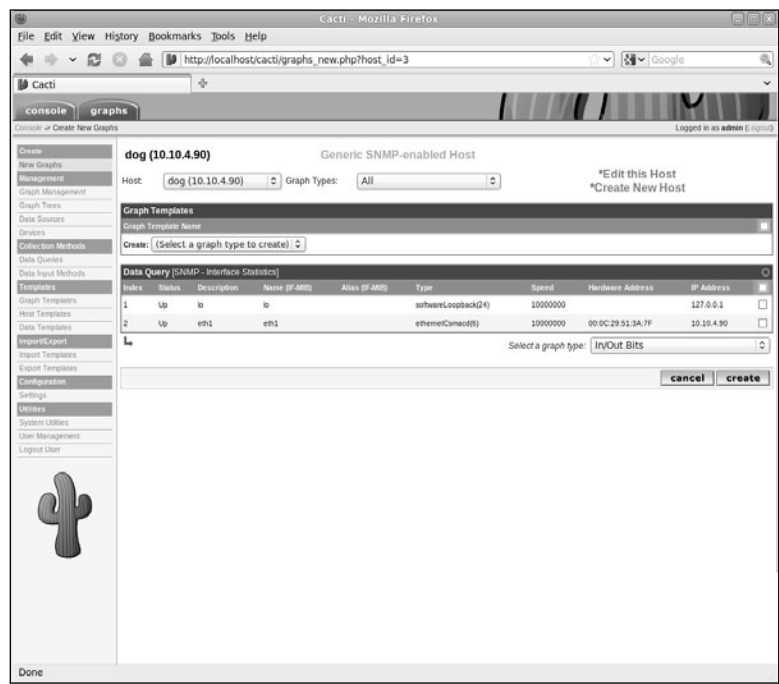 Cacti - Mozilla Firefox
File Edit View History Bookmarks Tools Help
http://localhost/cacti/graphs_new.php?host_id=3
Google
Cacti
console graphs
Console -> Create New Graphs Logged in as admin (Logout)
Create
New Graphs
Management
Graph Management
Graph Trees
Data Sources
Devices
Collection Methods
Data Queries
Data Input Methods
Templates
Graph Templates
Host Templates
Data Templates
Import/Export
Import Templates
Export Templates
Configuration
Settings
Utilities
System Utilities
User Management
Logout User
dog (10.10.4.90) Generic SNMP-enabled Host
Host: dog (10.10.4.90) Graph Types: All
*Edit this Host
*Create New Host
Graph Templates
Graph Template Name
Create: (Select a graph type to create)
Data Query [SNMP - Interface Statistics]
Index Status Description Name (IF-MIB) Alias (IF-MIB) Type Speed Hardware Address IP Address
1 Up lo lo softwareLoopback(24) 10000000 127.0.0.1
2 Up eth1 eth1 ethernetCsmacd(6) 10000000 00:0C:29:51:3A:7F 10.10.4.90
Select a graph type: In/Out Bits
cancel create
Done